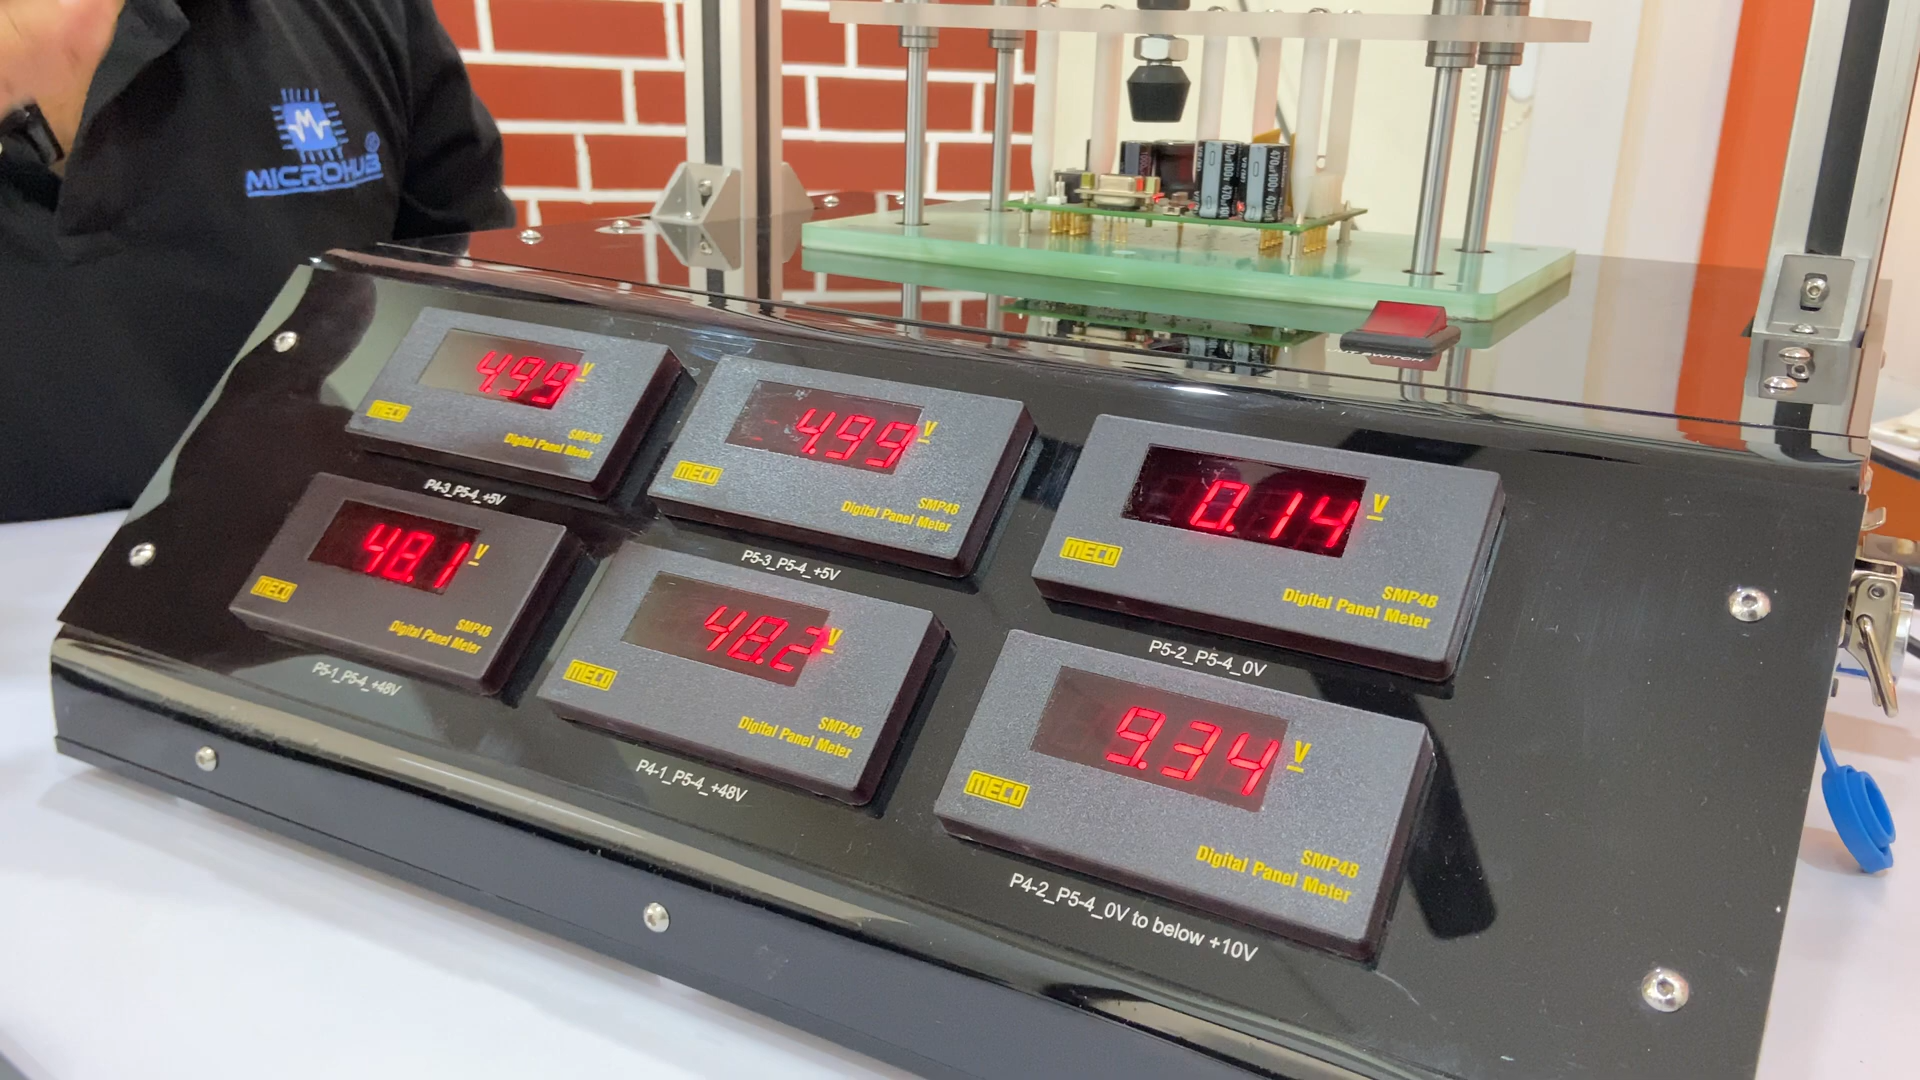 M
MICROHUB®
470µF100V
470µF100V
4.99 V
MECO
SMP48
Digital Panel Meter
P4-3_P5-4_+5V
4.99 V
MECO
SMP48
Digital Panel Meter
P5-3_P5-4_+5V
0.14 V
MECO
SMP48
Digital Panel Meter
P5-2_P5-4_0V
48.1 V
MECO
SMP48
Digital Panel Meter
P5-1_P5-4_+48V
48.2 V
MECO
SMP48
Digital Panel Meter
P4-1_P5-4_+48V
9.34 V
MECO
SMP48
Digital Panel Meter
P4-2_P5-4_0V to below +10V